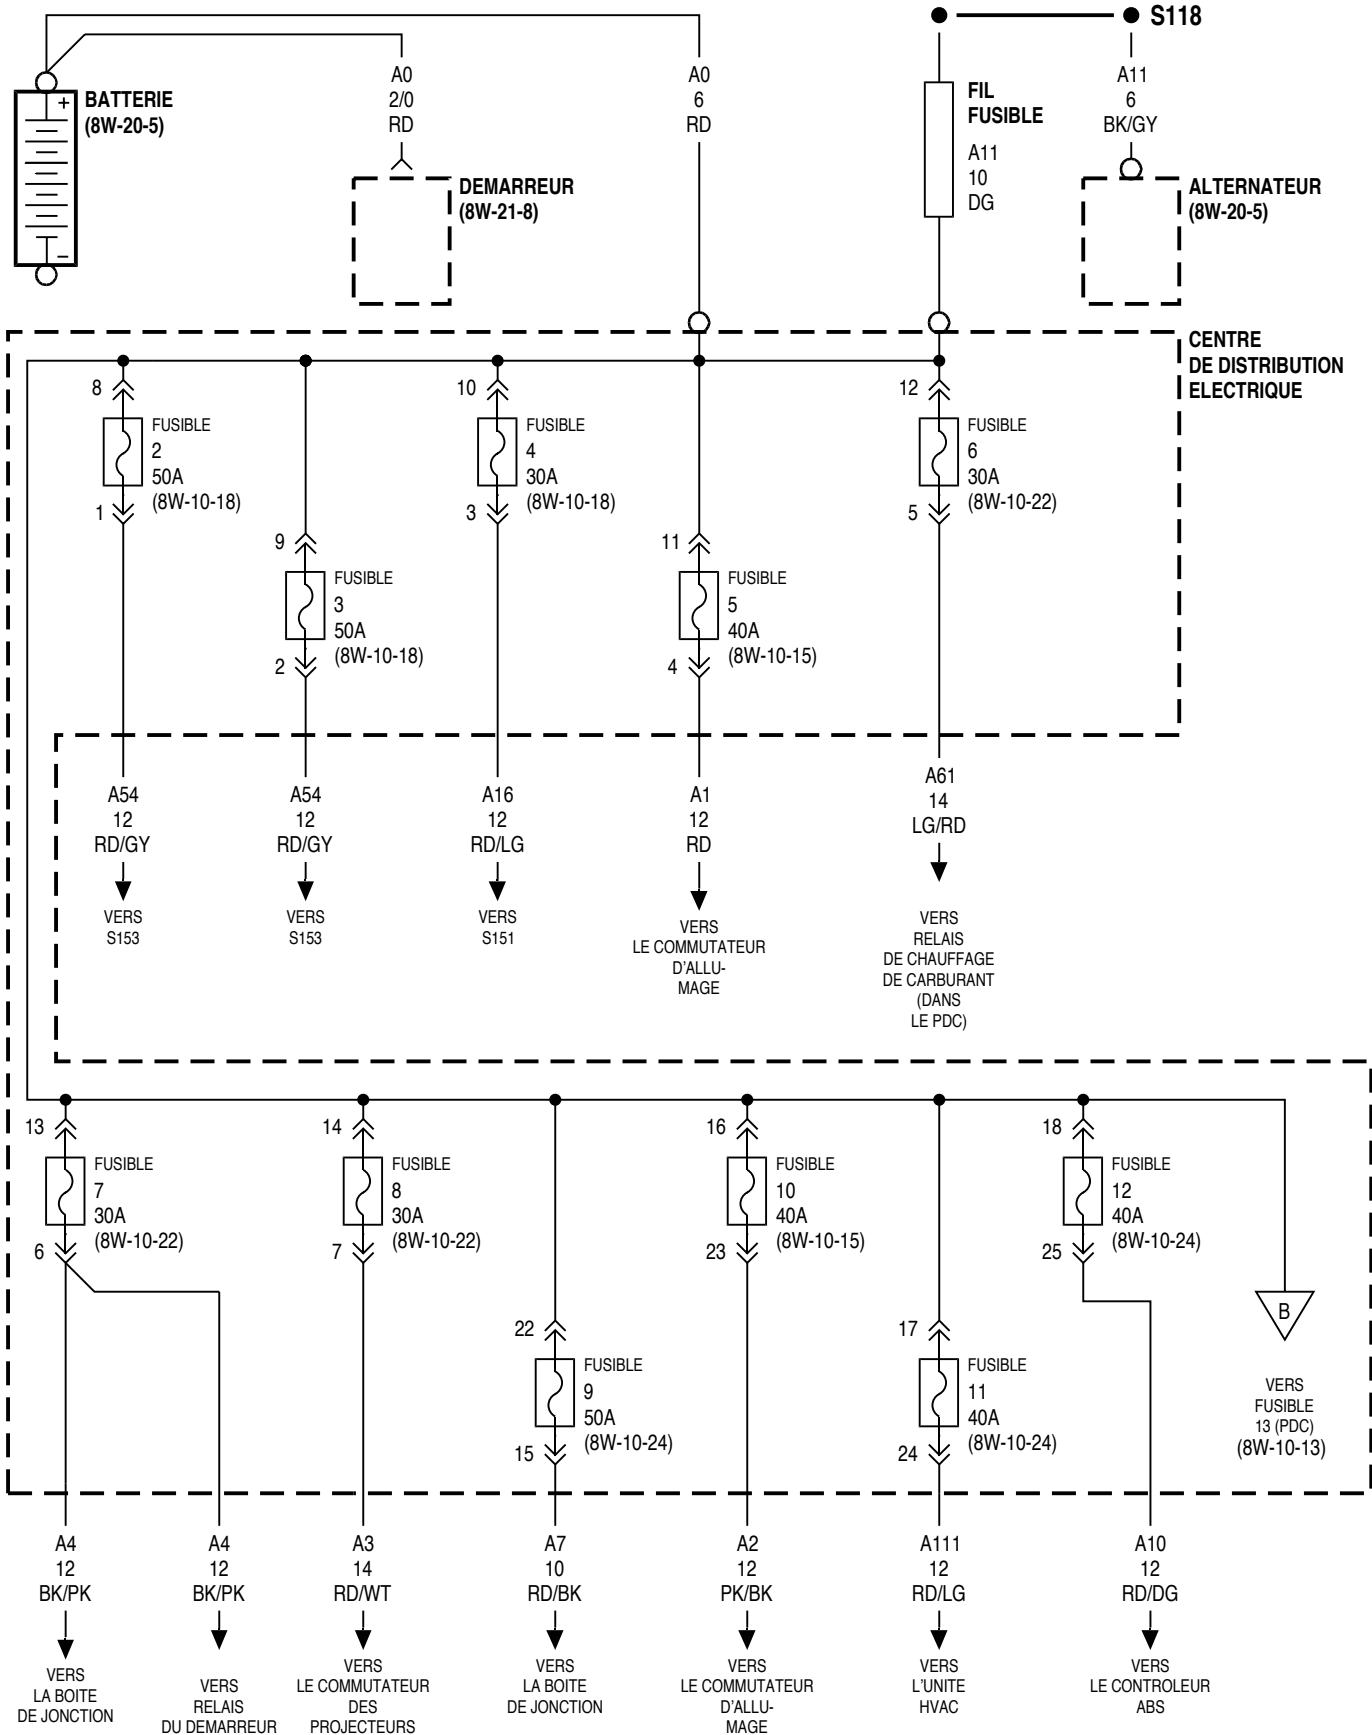 S118
A0
2/0
RD
A0
6
RD
FIL
FUSIBLE
A11
10
DG
A11
6
BK/GY
+
BATTERIE
(8W-20-5)
–
DEMARREUR
(8W-21-8)
ALTERNATEUR
(8W-20-5)
CENTRE
DE DISTRIBUTION
ELECTRIQUE
8
FUSIBLE
2
50A
(8W-10-18)
1
9
FUSIBLE
3
50A
(8W-10-18)
2
10
FUSIBLE
4
30A
(8W-10-18)
3
11
FUSIBLE
5
40A
(8W-10-15)
4
12
FUSIBLE
6
30A
(8W-10-22)
5
A54
12
RD/GY
VERS
S153
A54
12
RD/GY
VERS
S153
A16
12
RD/LG
VERS
S151
A1
12
RD
VERS
LE COMMUTATEUR
D'ALLU-
MAGE
A61
14
LG/RD
VERS
RELAIS
DE CHAUFFAGE
DE CARBURANT
(DANS
LE PDC)
13
FUSIBLE
7
30A
(8W-10-22)
6
14
FUSIBLE
8
30A
(8W-10-22)
7
22
FUSIBLE
9
50A
(8W-10-24)
15
16
FUSIBLE
10
40A
(8W-10-15)
23
17
FUSIBLE
11
40A
(8W-10-24)
24
18
FUSIBLE
12
40A
(8W-10-24)
25
B
VERS
FUSIBLE
13 (PDC)
(8W-10-13)
A4
12
BK/PK
VERS
LA BOITE
DE JONCTION
A4
12
BK/PK
VERS
RELAIS
DU DEMARREUR
A3
14
RD/WT
VERS
LE COMMUTATEUR
DES
PROJECTEURS
A7
10
RD/BK
VERS
LA BOITE
DE JONCTION
A2
12
PK/BK
VERS
LE COMMUTATEUR
D'ALLU-
MAGE
A111
12
RD/LG
VERS
L'UNITE
HVAC
A10
12
RD/DG
VERS
LE CONTROLEUR
ABS